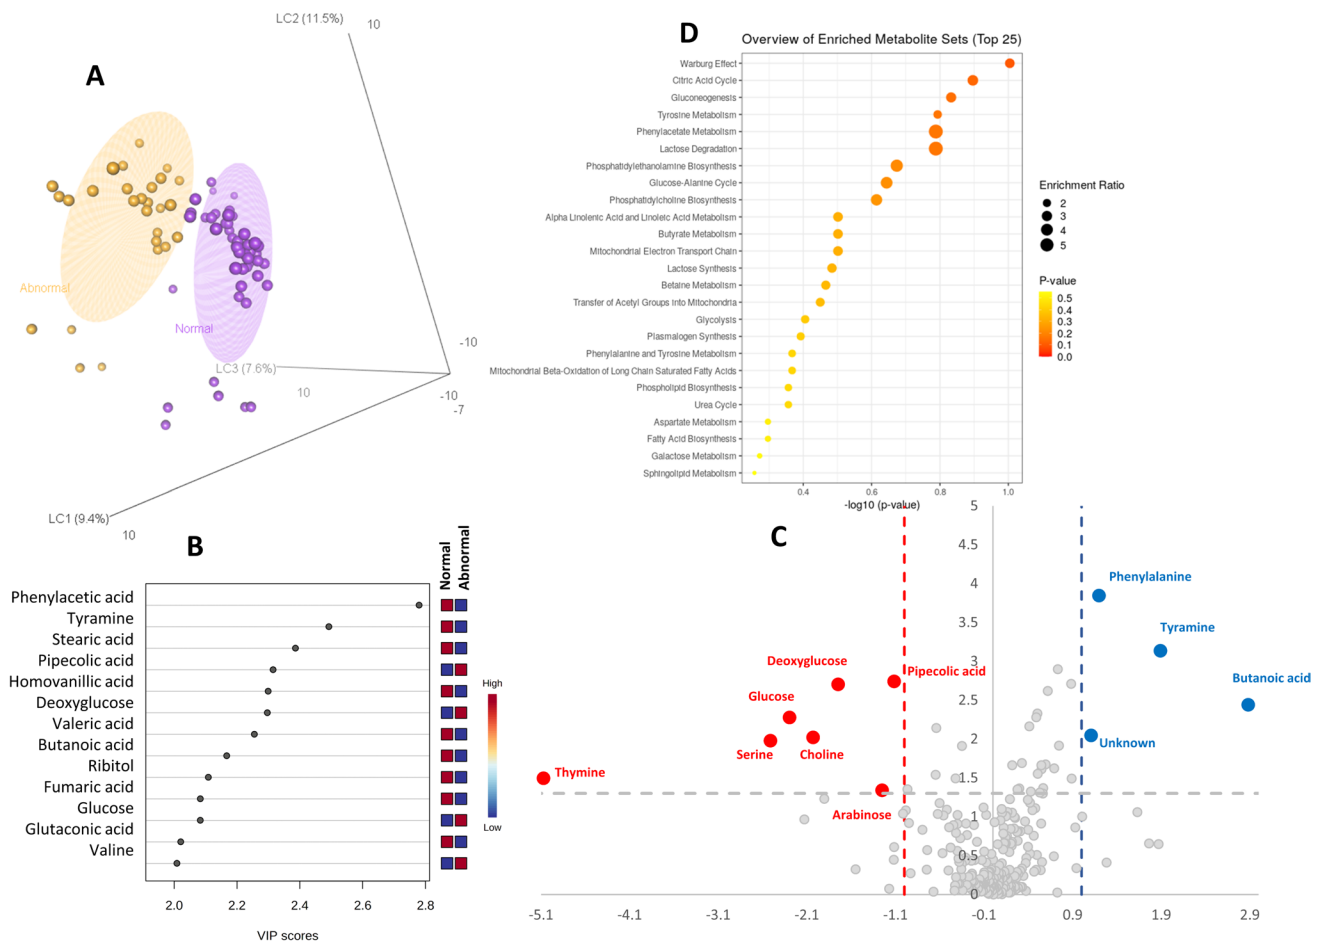 A
LC2 (11.5%)
10
Abnormal
Normal
LC3 (7.6%)
10
-10
-10
-7
LC1 (9.4%)
10
D
Overview of Enriched Metabolite Sets (Top 25)
Warburg Effect
Citric Acid Cycle
Gluconeogenesis
Tyrosine Metabolism
Phenylacetate Metabolism
Lactose Degradation
Phosphatidylethanolamine Biosynthesis
Glucose-Alanine Cycle
Phosphatidylcholine Biosynthesis
Alpha Linolenic Acid and Linoleic Acid Metabolism
Butyrate Metabolism
Mitochondrial Electron Transport Chain
Lactose Synthesis
Betaine Metabolism
Transfer of Acetyl Groups into Mitochondria
Glycolysis
Plasmalogen Synthesis
Phenylalanine and Tyrosine Metabolism
Mitochondrial Beta-Oxidation of Long Chain Saturated Fatty Acids
Phospholipid Biosynthesis
Urea Cycle
Aspartate Metabolism
Fatty Acid Biosynthesis
Galactose Metabolism
Sphingolipid Metabolism
0.4 0.6 0.8 1.0
-log10 (p-value)
Enrichment Ratio
2
3
4
5
P-value
0.5
0.4
0.3
0.2
0.1
0.0
B
Normal
Abnormal
Phenylacetic acid
Tyramine
Stearic acid
Pipecolic acid
Homovanillic acid
Deoxyglucose
Valeric acid
Butanoic acid
Ribitol
Fumaric acid
Glucose
Glutaconic acid
Valine
High
Low
2.0 2.2 2.4 2.6 2.8
VIP scores
C
5
4.5
4
3.5
3
2.5
2
1.5
1
0.5
0
Phenylalanine
Tyramine
Butanoic acid
Unknown
Deoxyglucose
Pipecolic acid
Glucose
Serine
Choline
Thymine
Arabinose
-5.1 -4.1 -3.1 -2.1 -1.1 -0.1 0.9 1.9 2.9